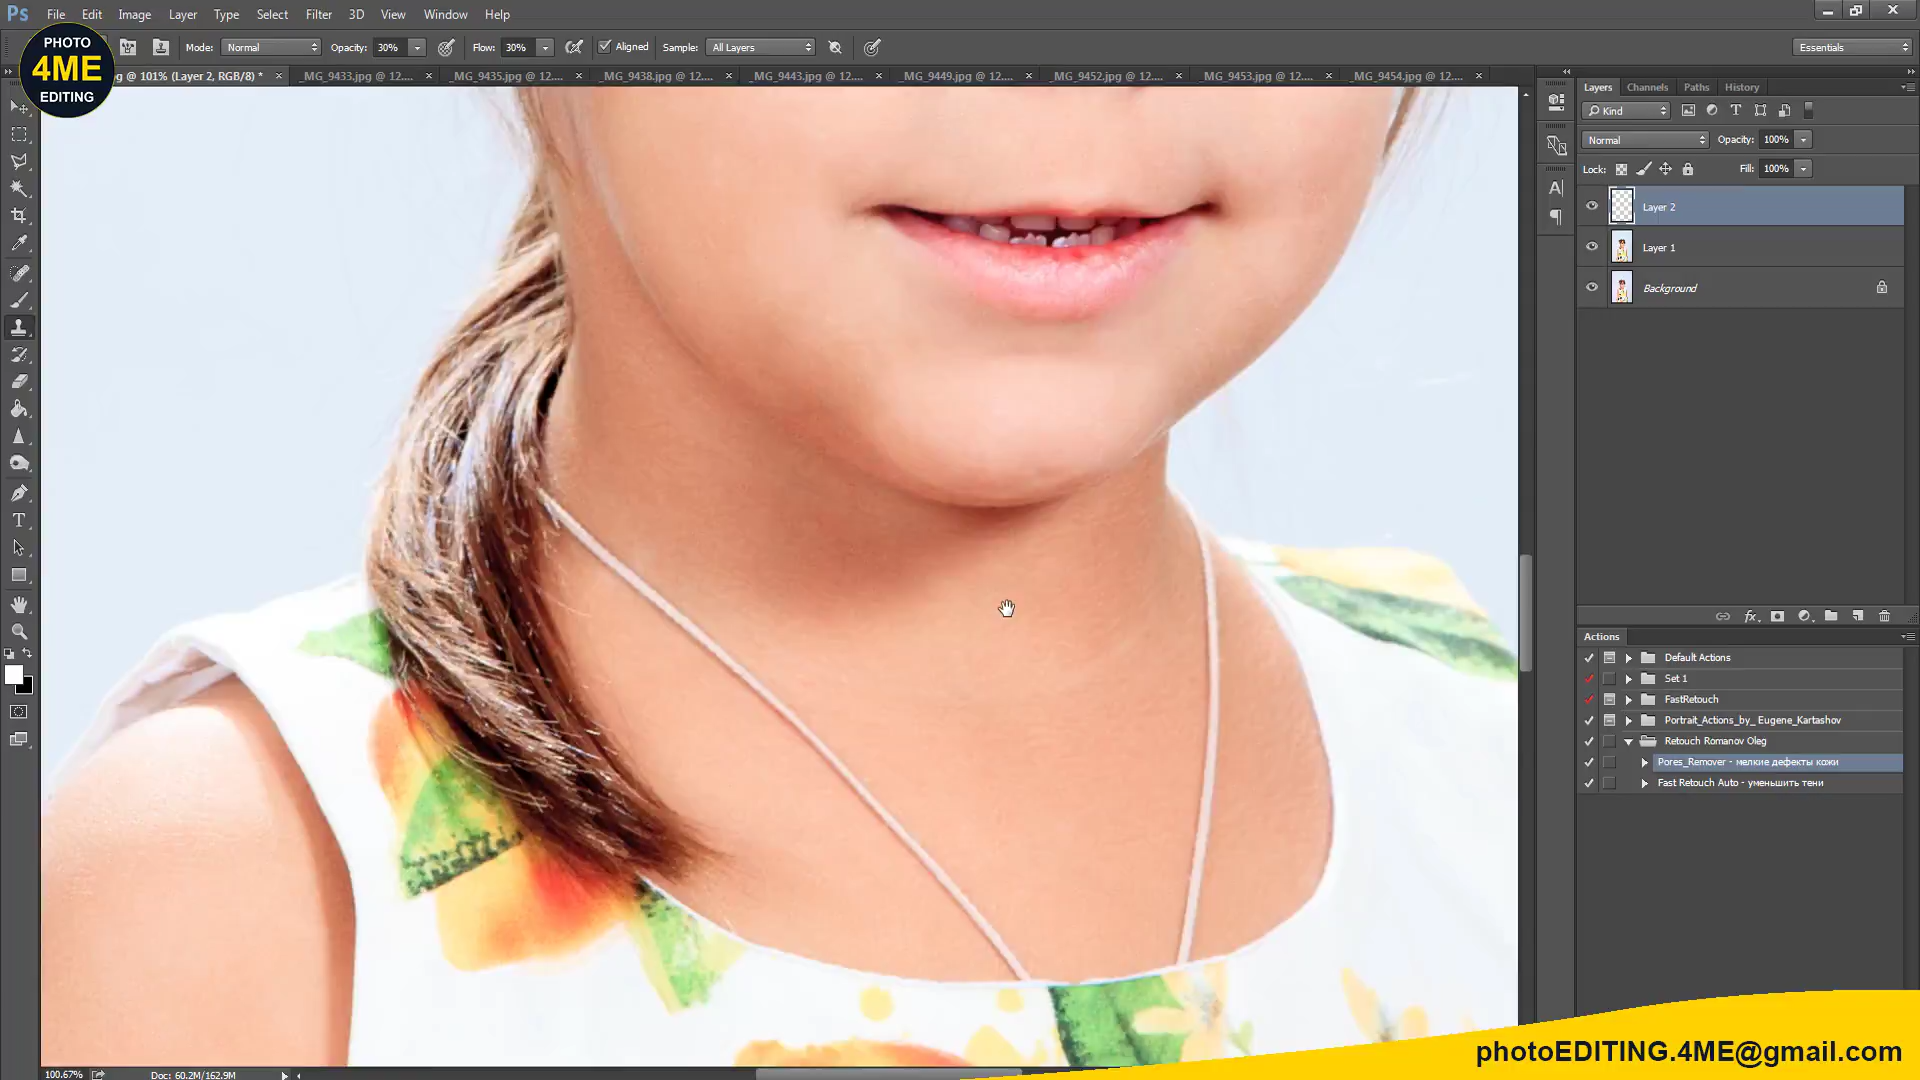 Ps File Edit Image Layer Type Select Filter 3D View Window Help
PHOTO
4ME
EDITING
Mode: Normal Opacity: 30% Flow: 30% Aligned Sample: All Layers Essentials
g @ 101% (Layer 2, RGB/8) * × _MG_9433.jpg @ 12.... × _MG_9435.jpg @ 12.... × _MG_9438.jpg @ 12.... × _MG_9443.jpg @ 12.... × _MG_9449.jpg @ 12.... × _MG_9452.jpg @ 12.... × _MG_9453.jpg @ 12.... × _MG_9454.jpg @ 12.... ×
Layers Channels Paths History
Kind
Normal Opacity: 100%
Lock: Fill: 100%
Layer 2
Layer 1
Background
Actions
Default Actions
Set 1
FastRetouch
Portrait_Actions_by_ Eugene_Kartashov
Retouch Romanov Oleg
Pores_Remover - мелкие дефекты кожи
Fast Retouch Auto - уменьшить тени
photoEDITING.4ME@gmail.com
100.67% Doc: 60.2M/162.9M